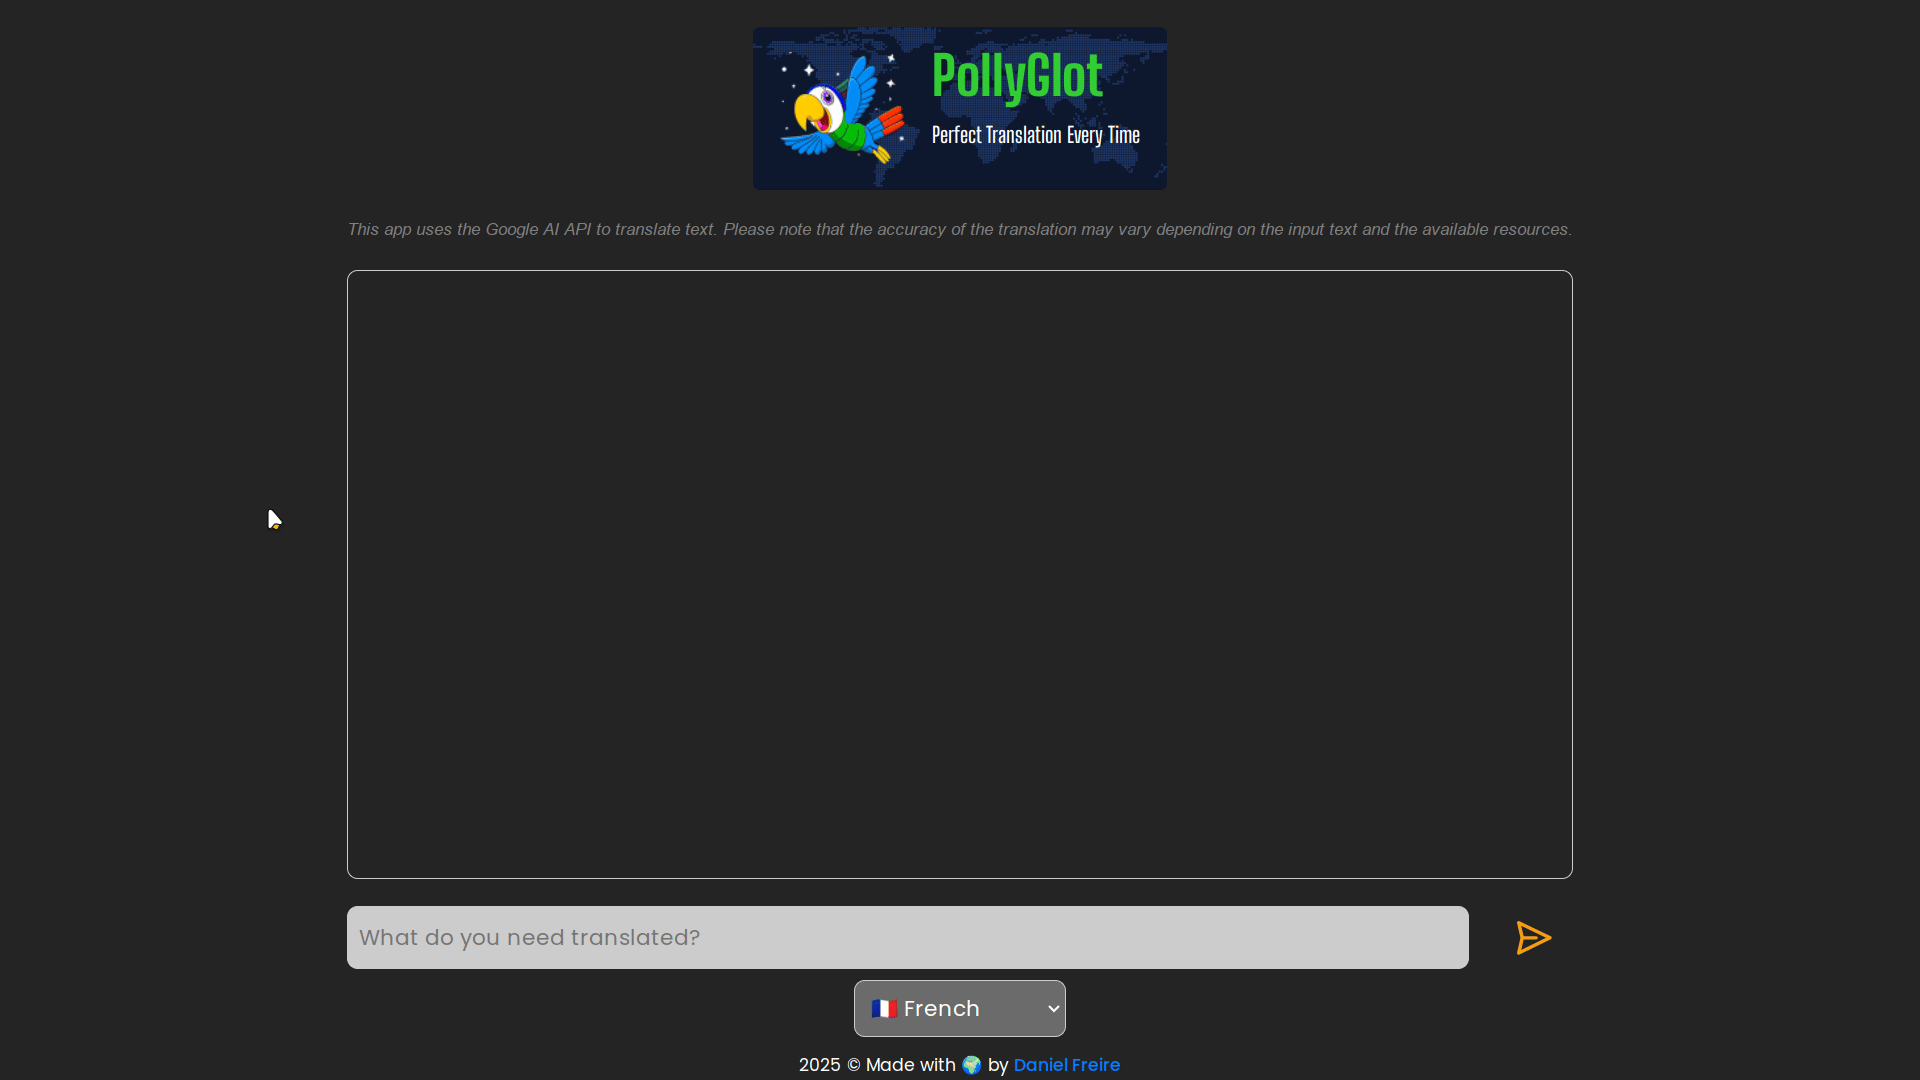 PollyGlot
Perfect Translation Every Time
This app uses the Google AI API to translate text. Please note that the accuracy of the translation may vary depending on the input text and the available resources.
What do you need translated?
🇫🇷 French
2025 © Made with 🌍 by Daniel Freire